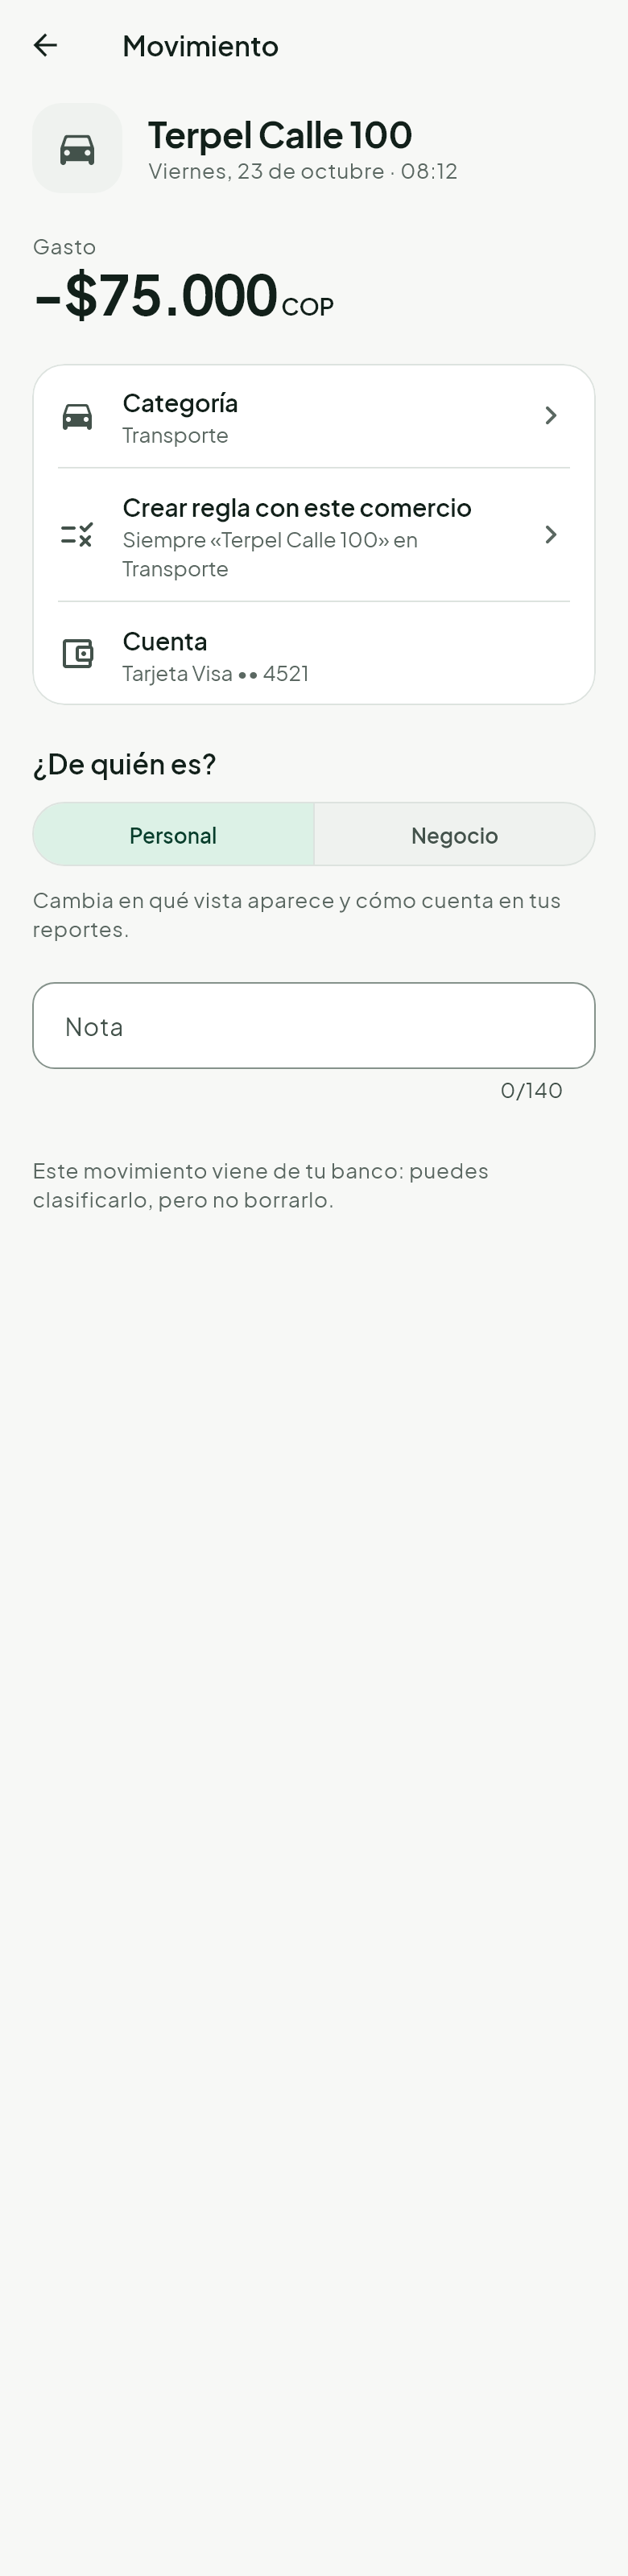 Movimiento
Terpel Calle 100
Viernes, 23 de octubre · 08:12
Gasto
−$75.000 COP
Categoría
Transporte
Crear regla con este comercio
Siempre «Terpel Calle 100» en
Transporte
Cuenta
Tarjeta Visa •• 4521
¿De quién es?
Personal
Negocio
Cambia en qué vista aparece y cómo cuenta en tus
reportes.
Nota
0/140
Este movimiento viene de tu banco: puedes
clasificarlo, pero no borrarlo.